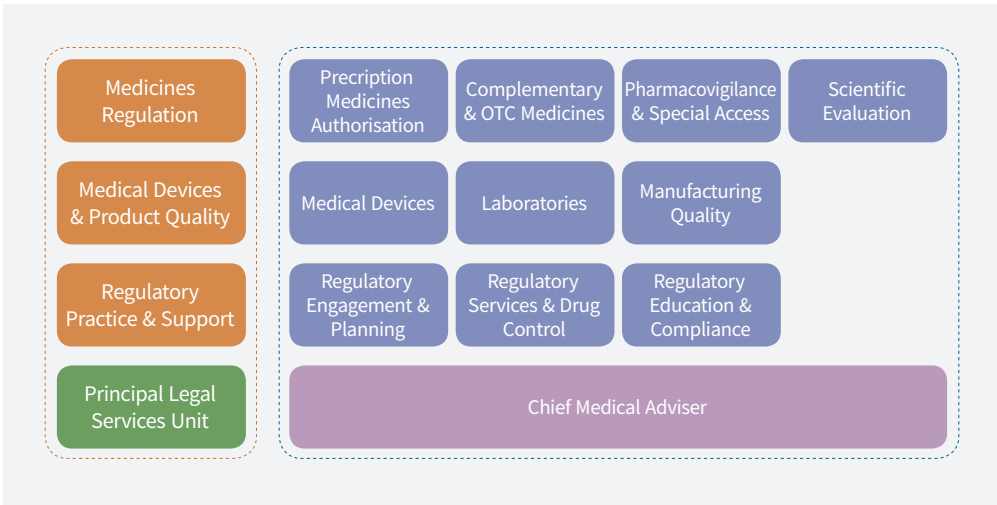 Medicines
Regulation
Precription
Medicines
Authorisation
Complementary
& OTC Medicines
Pharmacovigilance
& Special Access
Scientific
Evaluation
Medical Devices
& Product Quality
Medical Devices
Laboratories
Manufacturing
Quality
Regulatory
Practice & Support
Regulatory
Engagement &
Planning
Regulatory
Services & Drug
Control
Regulatory
Education &
Compliance
Principal Legal
Services Unit
Chief Medical Adviser